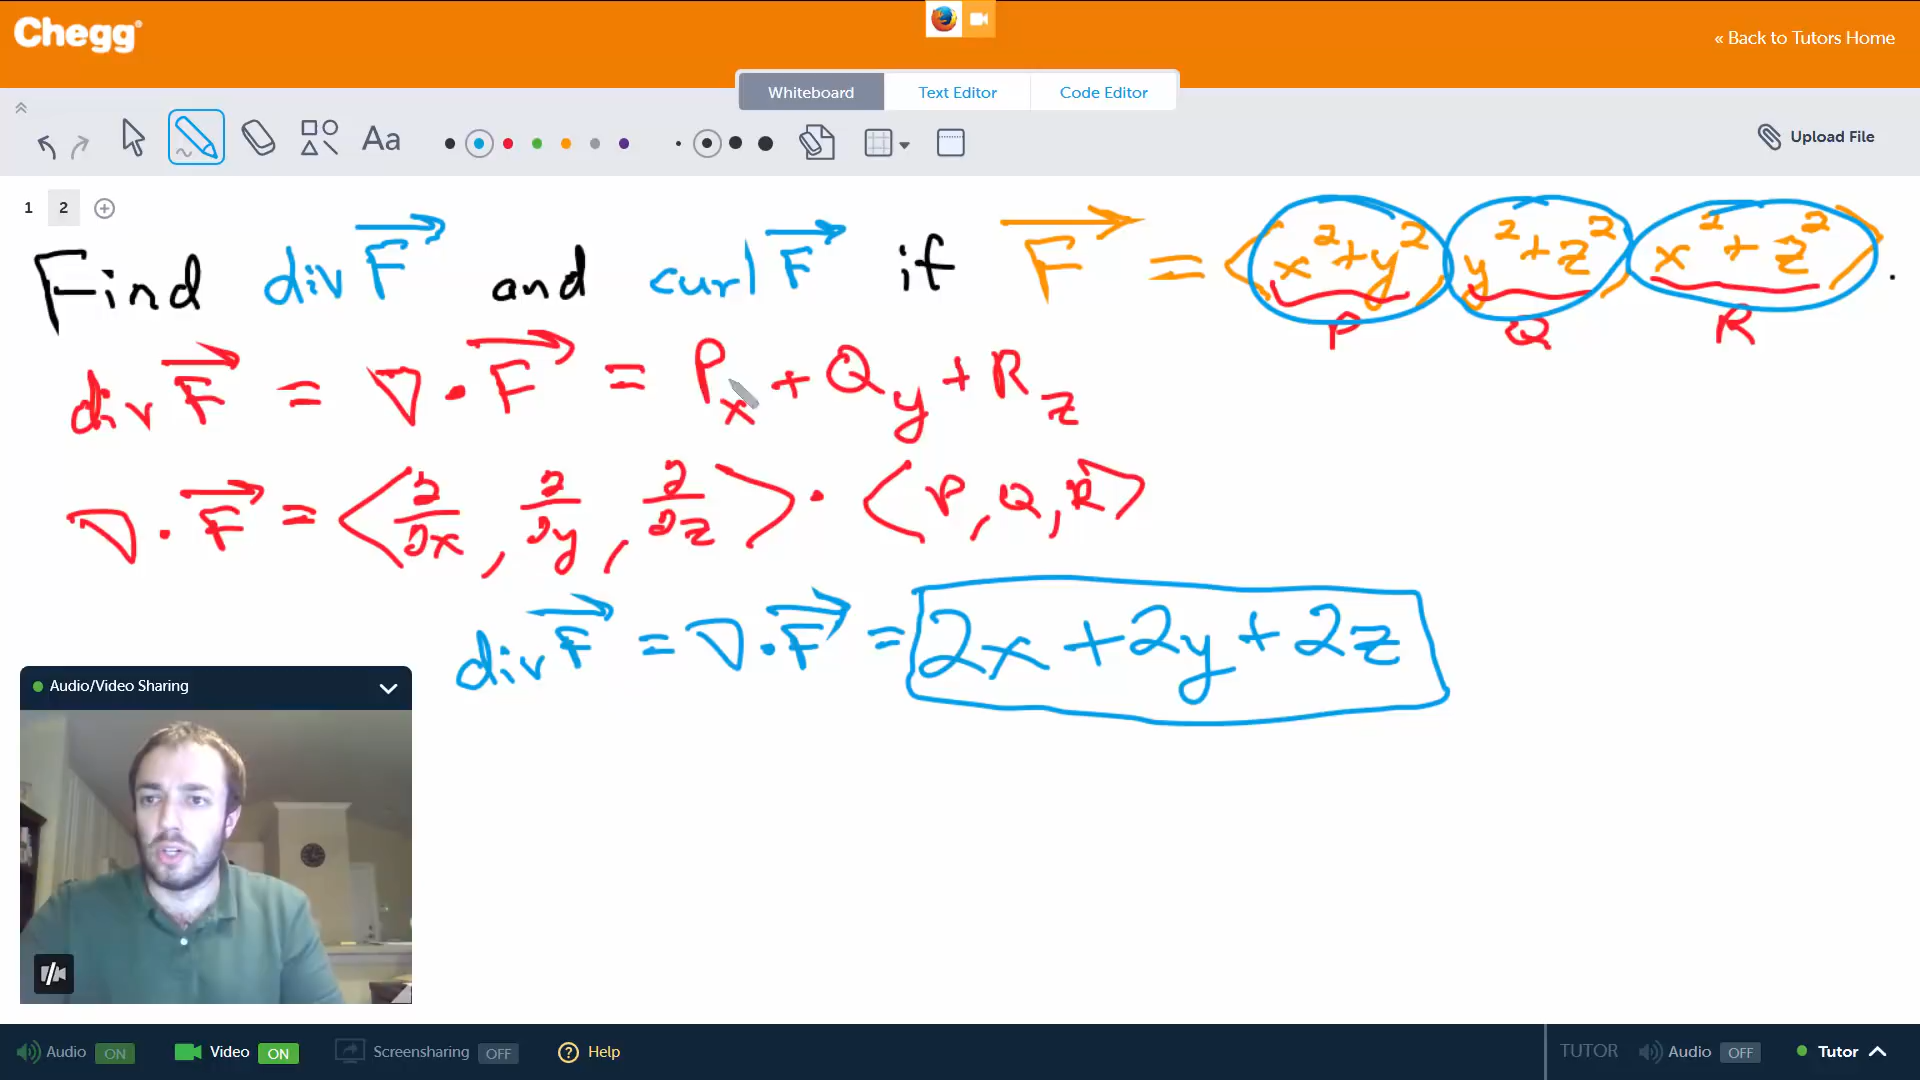 Chegg
« Back to Tutors Home
Whiteboard Text Editor Code Editor
Aa
Upload File
1 2
Find div F⃗ and curl F⃗ if F⃗ = ⟨x²+y², y²+z², x²+z²⟩.
P Q R
div F⃗ = ∇ · F⃗ = Pₓ + Q_y + R_z
∇ · F⃗ = ⟨∂/∂x, ∂/∂y, ∂/∂z⟩ · ⟨P, Q, R⟩
div F⃗ = ∇ · F⃗ = 2x + 2y + 2z
Audio/Video Sharing
Audio ON Video ON Screensharing OFF ? Help TUTOR Audio OFF Tutor